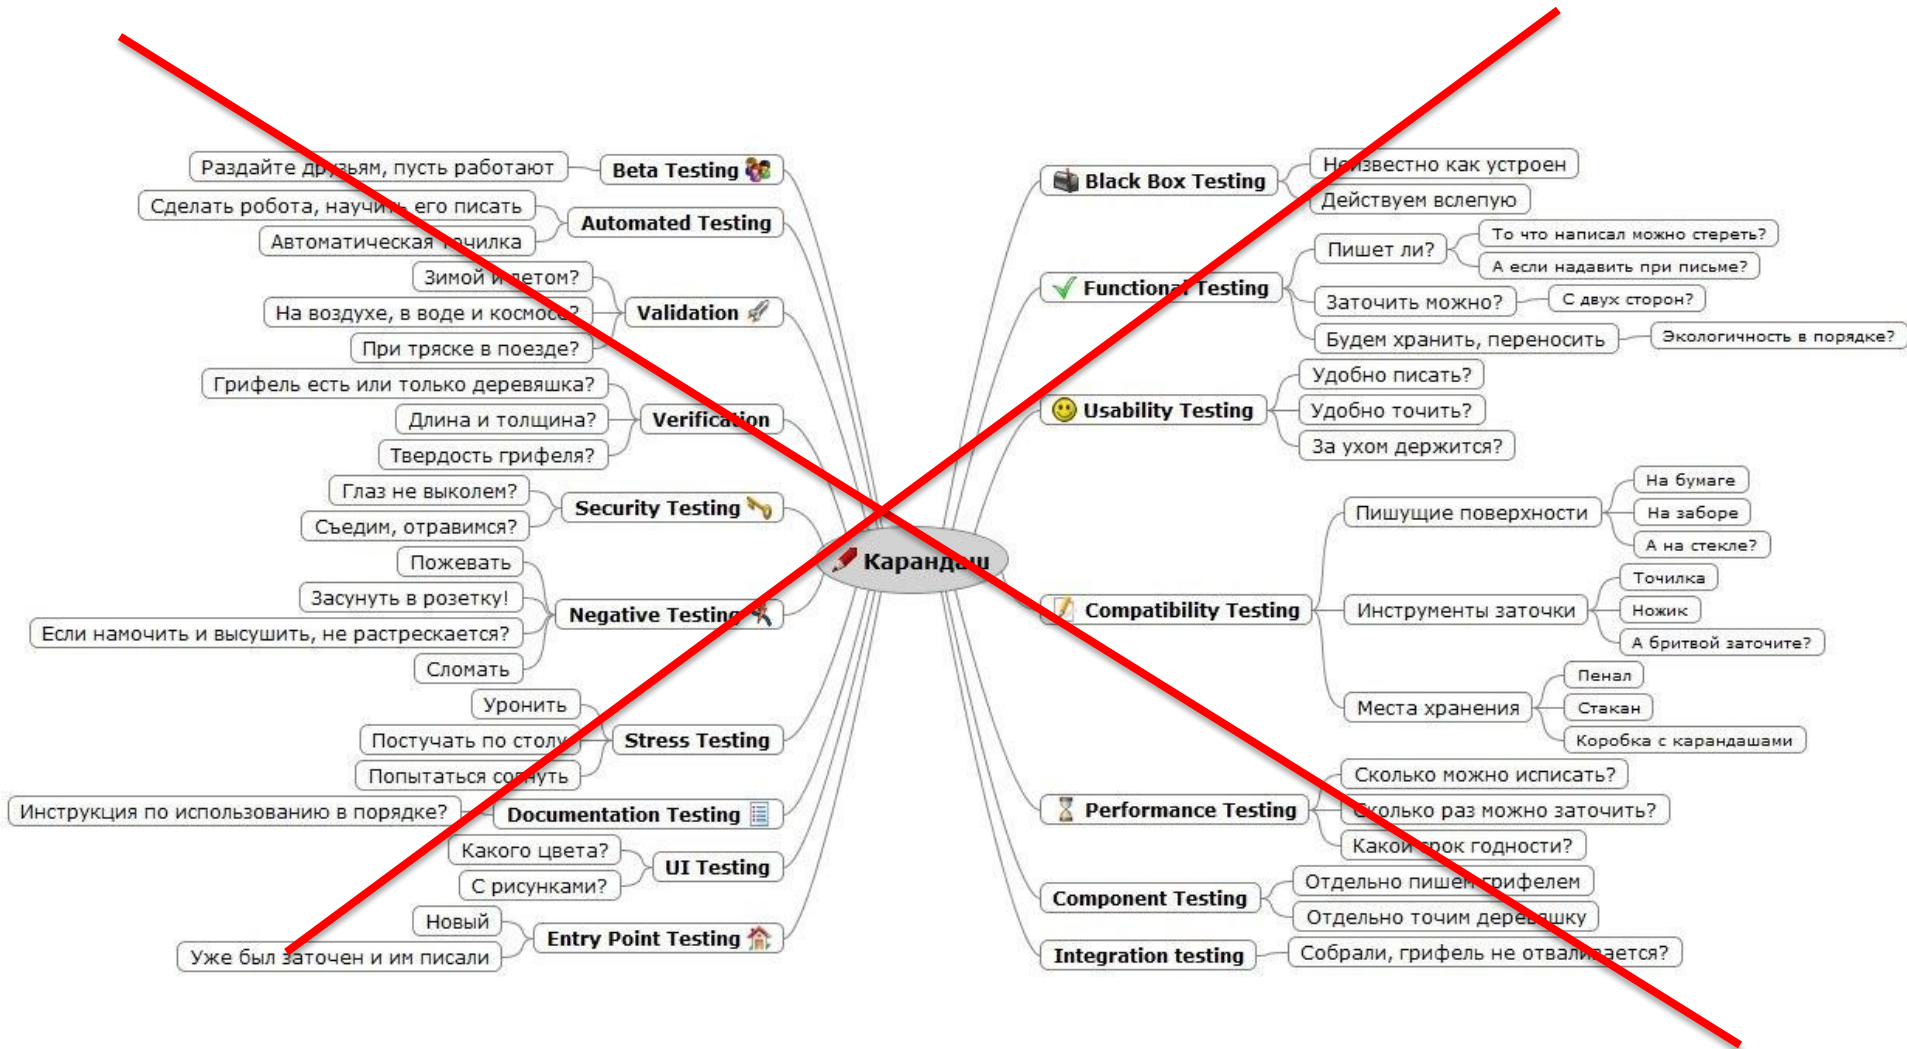 Beta Testing
Раздайте друзьям, пусть работают
Automated Testing
Сделать робота, научить его писать
Автоматическая точилка
Validation
Зимой и летом?
На воздухе, в воде и космосе?
При тряске в поезде?
Verification
Грифель есть или только деревяшка?
Длина и толщина?
Твердость грифеля?
Security Testing
Глаз не выколем?
Съедим, отравимся?
Negative Testing
Пожевать
Засунуть в розетку!
Если намочить и высушить, не растрескается?
Сломать
Stress Testing
Уронить
Постучать по столу
Попытаться согнуть
Documentation Testing
Инструкция по использованию в порядке?
UI Testing
Какого цвета?
С рисунками?
Entry Point Testing
Новый
Уже был заточен и им писали
Карандаш
Black Box Testing
Неизвестно как устроен
Действуем вслепую
Functional Testing
Пишет ли?
То что написал можно стереть?
А если надавить при письме?
Заточить можно?
С двух сторон?
Будем хранить, переносить
Экологичность в порядке?
Usability Testing
Удобно писать?
Удобно точить?
За ухом держится?
Compatibility Testing
Пишущие поверхности
На бумаге
На заборе
А на стекле?
Инструменты заточки
Точилка
Ножик
А бритвой заточите?
Места хранения
Пенал
Стакан
Коробка с карандашами
Performance Testing
Сколько можно исписать?
Сколько раз можно заточить?
Какой срок годности?
Component Testing
Отдельно пишем грифелем
Отдельно точим деревяшку
Integration testing
Собрали, грифель не отваливается?